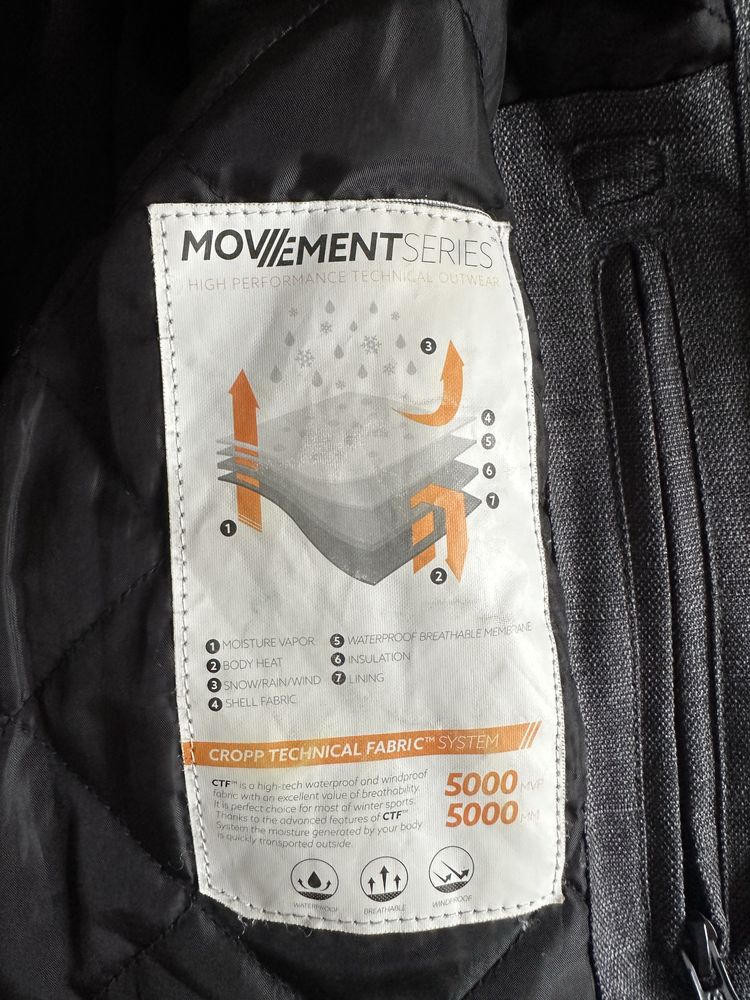 MOVEMENTSERIES™
HIGH PERFORMANCE TECHNICAL OUTWEAR
3
4
5
6
7
1
2
1 MOISTURE VAPOR
2 BODY HEAT
3 SNOW/RAIN/WIND
4 SHELL FABRIC
5 WATERPROOF BREATHABLE MEMBRANE
6 INSULATION
7 LINING
CROPP TECHNICAL FABRIC™ SYSTEM
CTF™ is a high-tech waterproof and windproof
fabric with an excellent value of breathability.
It is perfect choice for most of winter sports.
Thanks to the advanced features of CTF™
System the moisture generated by your body
is quickly transported outside.
5000 MVP
5000 MM
WATERPROOF
BREATHABLE
WINDPROOF